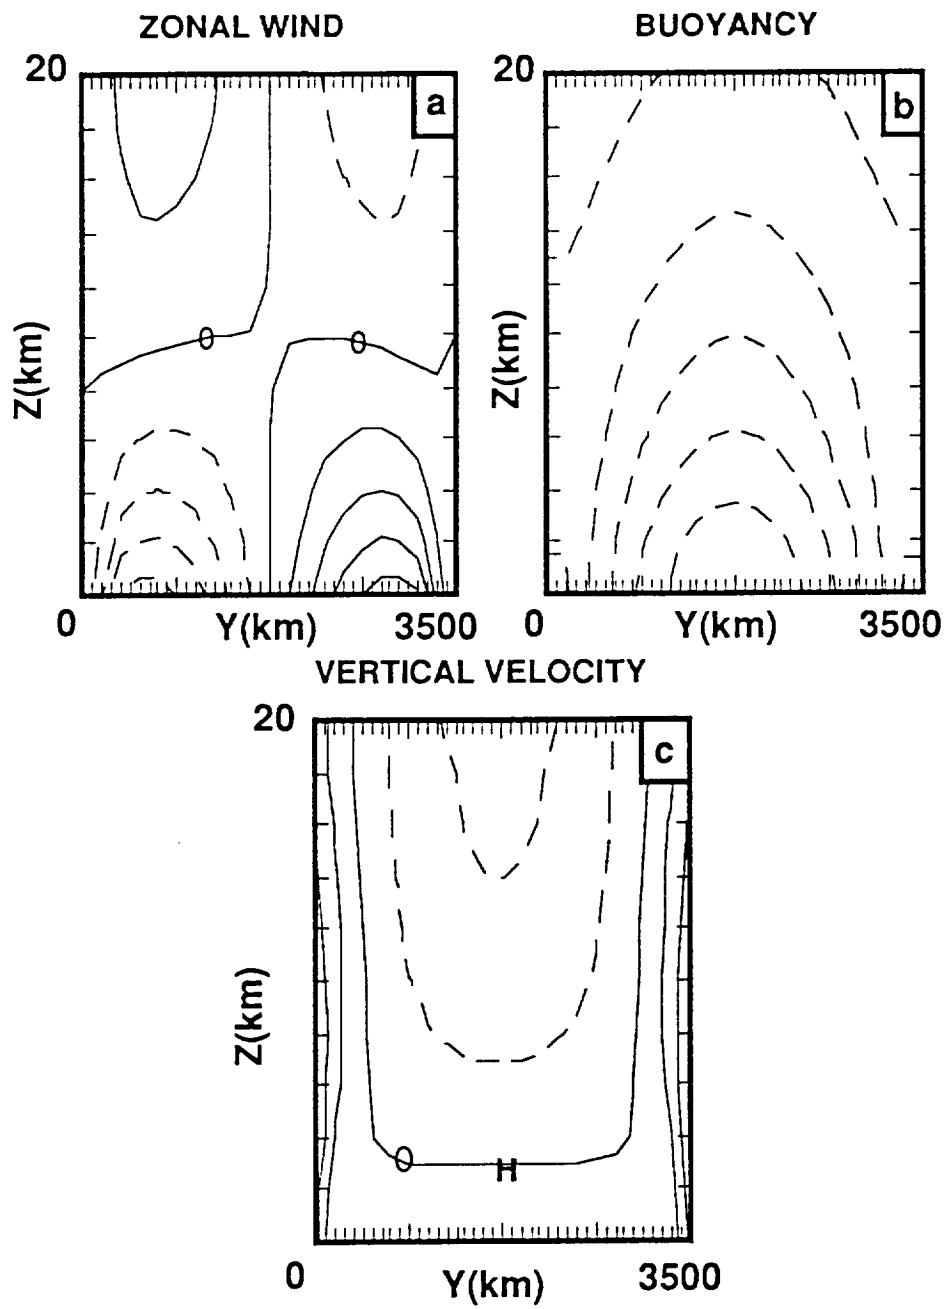 ZONAL WIND
BUOYANCY
20
a
20
b
Z(km)
0
0
Z(km)
0
Y(km)
3500
0
Y(km)
3500
VERTICAL VELOCITY
20
c
Z(km)
0
H
0
Y(km)
3500